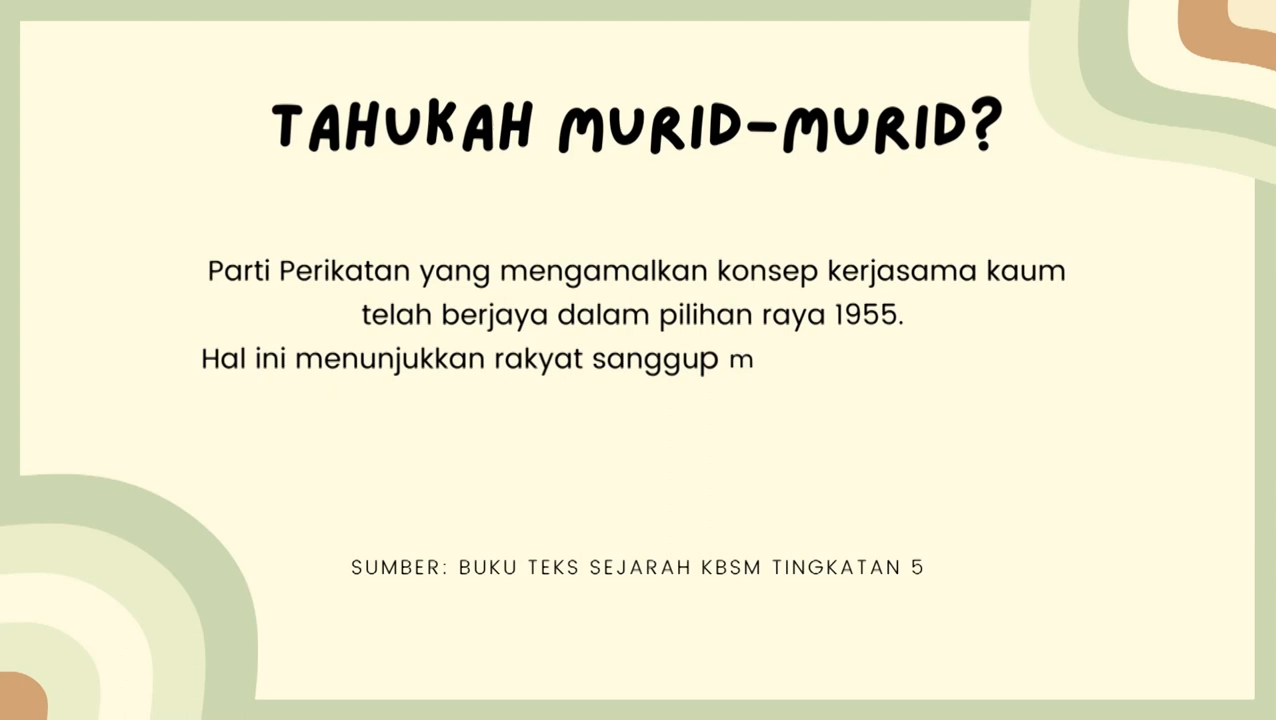 TAHUKAH MURID-MURID?
Parti Perikatan yang mengamalkan konsep kerjasama kaum
telah berjaya dalam pilihan raya 1955.
Hal ini menunjukkan rakyat sanggup m
SUMBER: BUKU TEKS SEJARAH KBSM TINGKATAN 5